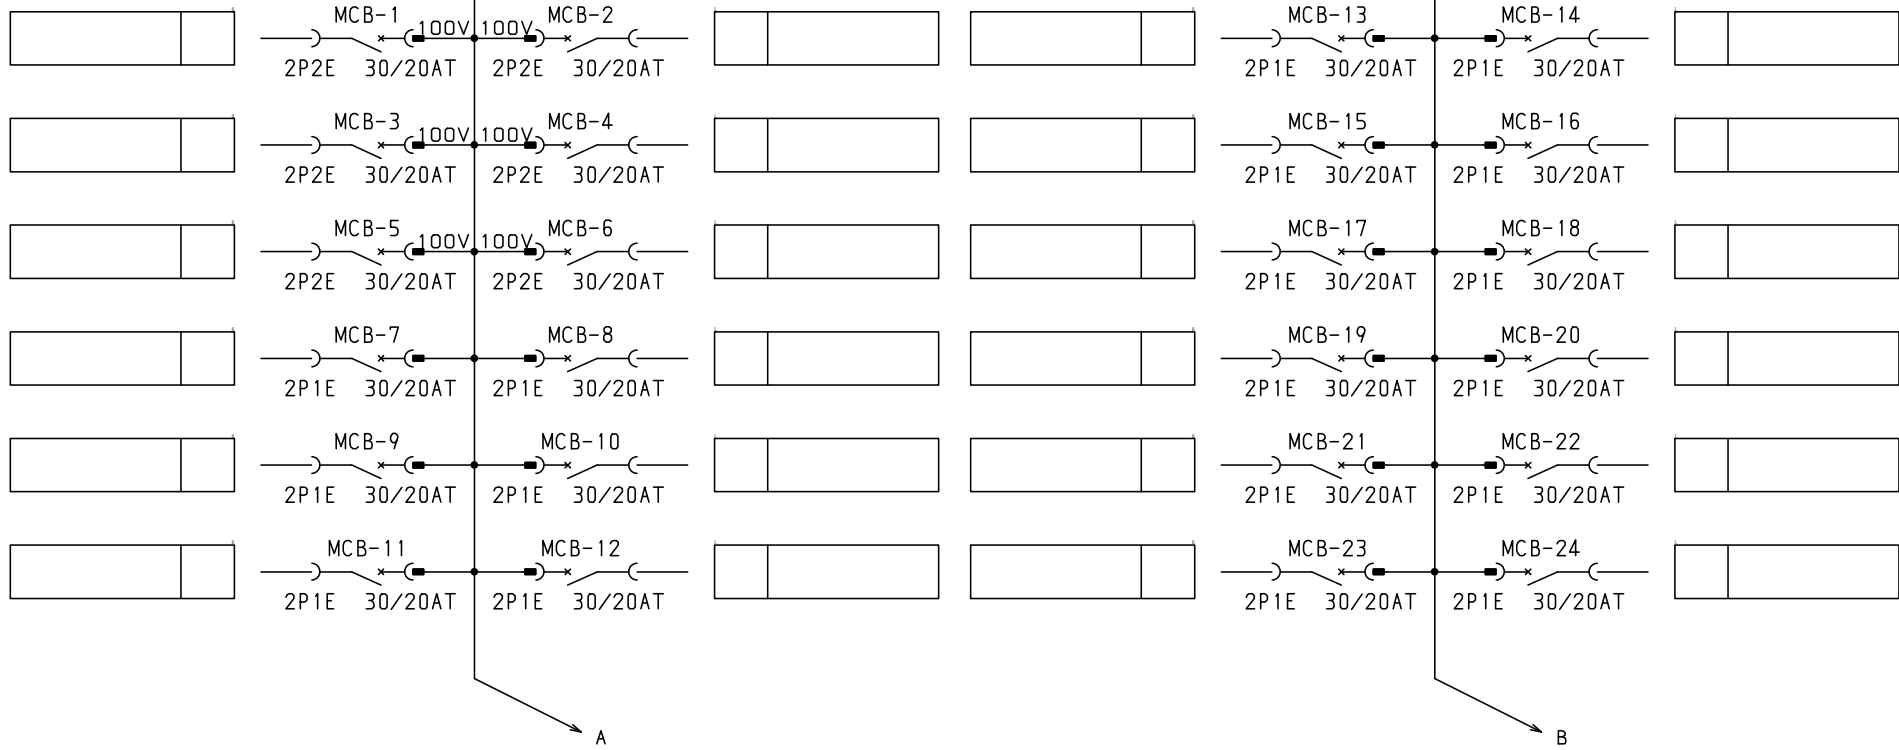 MCB-1 100V 100V MCB-2 MCB-13 MCB-14
2P2E 30/20AT 2P2E 30/20AT 2P1E 30/20AT 2P1E 30/20AT
MCB-3 100V 100V MCB-4 MCB-15 MCB-16
2P2E 30/20AT 2P2E 30/20AT 2P1E 30/20AT 2P1E 30/20AT
MCB-5 100V 100V MCB-6 MCB-17 MCB-18
2P2E 30/20AT 2P2E 30/20AT 2P1E 30/20AT 2P1E 30/20AT
MCB-7 MCB-8 MCB-19 MCB-20
2P1E 30/20AT 2P1E 30/20AT 2P1E 30/20AT 2P1E 30/20AT
MCB-9 MCB-10 MCB-21 MCB-22
2P1E 30/20AT 2P1E 30/20AT 2P1E 30/20AT 2P1E 30/20AT
MCB-11 MCB-12 MCB-23 MCB-24
2P1E 30/20AT 2P1E 30/20AT 2P1E 30/20AT 2P1E 30/20AT
A B